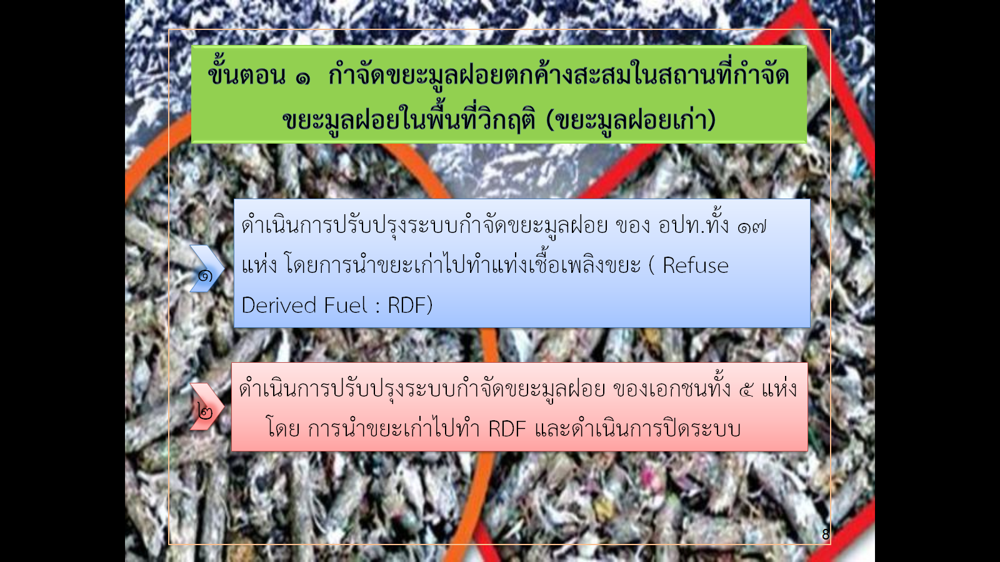 ขั้นตอน ๑ กำจัดขยะมูลฝอยตกค้างสะสมในสถานที่กำจัด
ขยะมูลฝอยในพื้นที่วิกฤติ (ขยะมูลฝอยเก่า)
๑
ดำเนินการปรับปรุงระบบกำจัดขยะมูลฝอย ของ อปท.ทั้ง ๑๗
แห่ง โดยการนำขยะเก่าไปทำแท่งเชื้อเพลิงขยะ ( Refuse
Derived Fuel : RDF)
๒
ดำเนินการปรับปรุงระบบกำจัดขยะมูลฝอย ของเอกชนทั้ง ๕ แห่ง
โดย การนำขยะเก่าไปทำ RDF และดำเนินการปิดระบบ
8